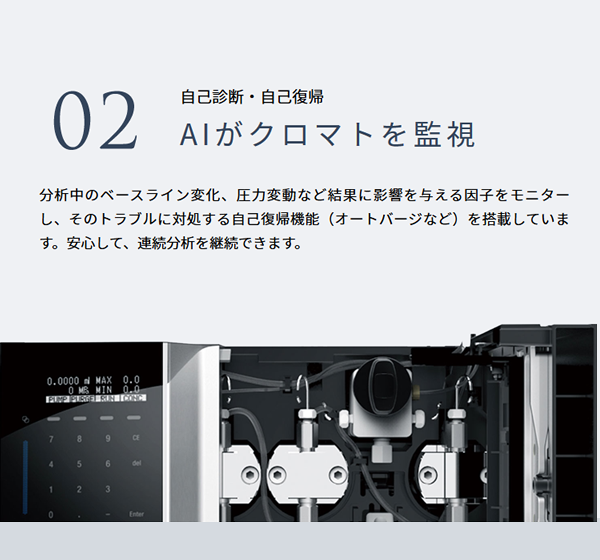 02
自己診断・自己復帰
AIがクロマトを監視
分析中のベースライン変化、圧力変動など結果に影響を与える因子をモニター
し、そのトラブルに対処する自己復帰機能（オートパージなど）を搭載していま
す。安心して、連続分析を継続できます。
0.0000 ml MAX 0.0
0 MPa MIN 0.0
PUMP PURGE RUN CONC
7 8 9 CE
4 5 6 del
1 2 3
0 . Enter